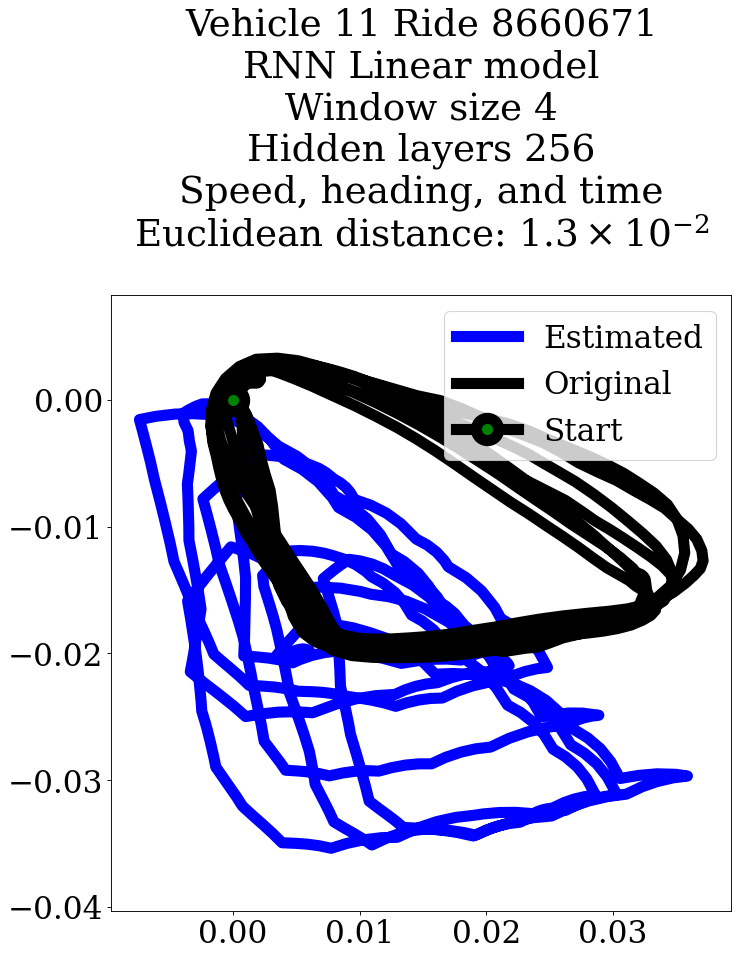 Vehicle 11 Ride 8660671
RNN Linear model
Window size 4
Hidden layers 256
Speed, heading, and time
Euclidean distance: 1.3 × 10⁻²
Estimated
Original
Start
0.00
−0.01
−0.02
−0.03
−0.04
0.00 0.01 0.02 0.03